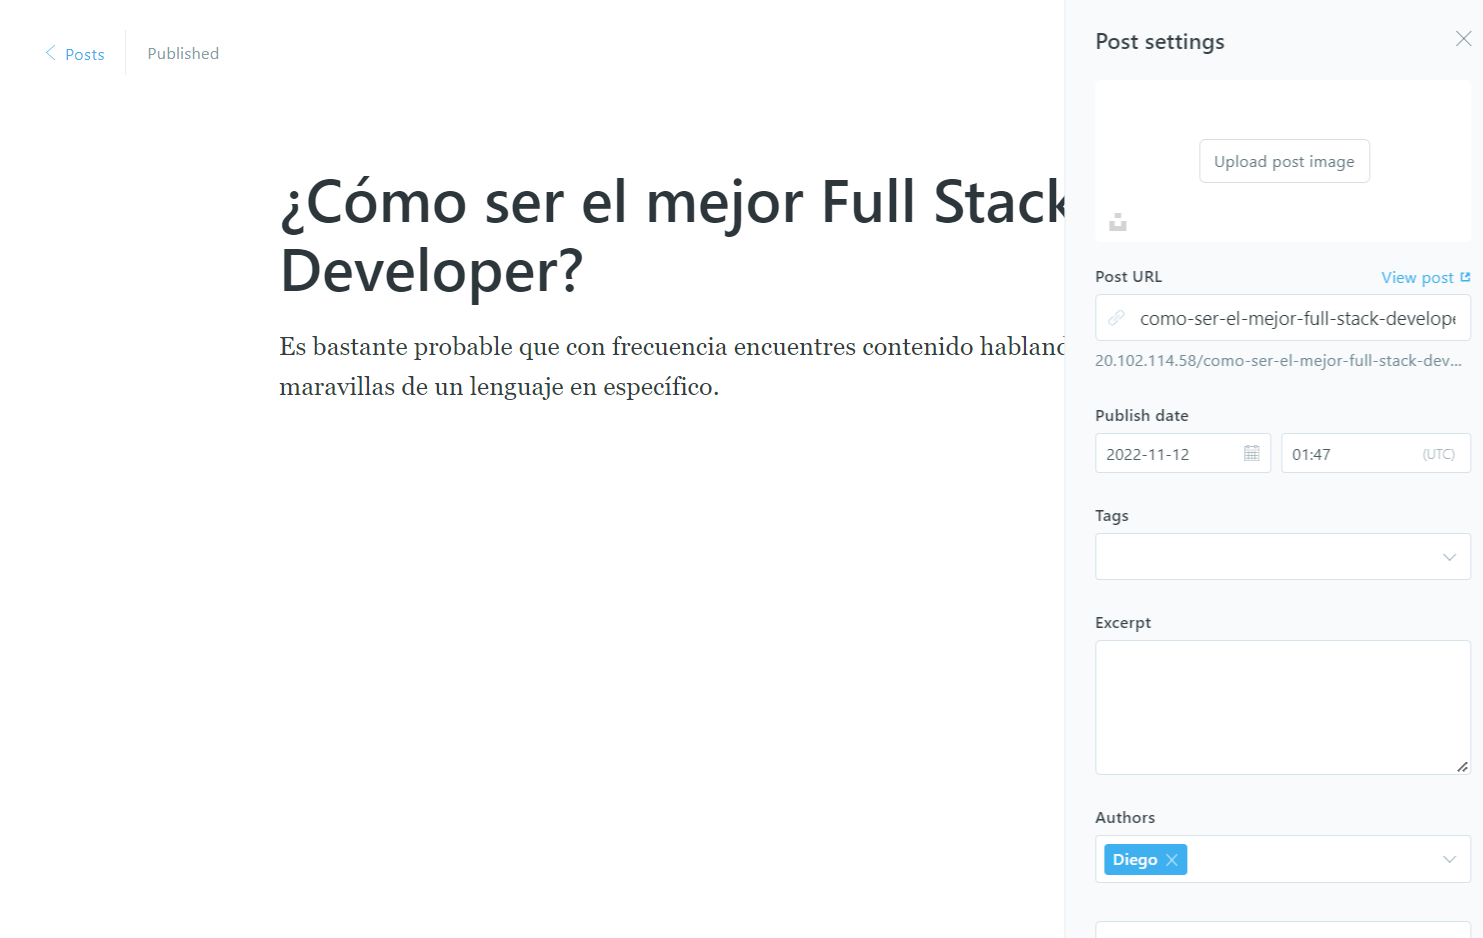 Posts
Published
¿Cómo ser el mejor Full Stack
Developer?
Es bastante probable que con frecuencia encuentres contenido
maravillas de un lenguaje en específico.
Post settings
Upload post image
Post URL
View post
como-ser-el-mejor-full-stack-develope
20.102.114.58/como-ser-el-mejor-full-stack-dev...
Publish date
2022-11-12
01:47
(UTC)
Tags
Excerpt
Authors
Diego